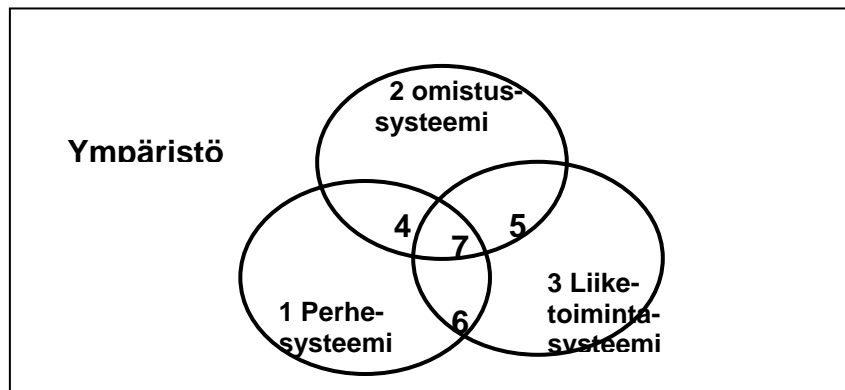 2 omistus-
systeemi
Ympäristö
4
5
7
1 Perhe-
systeemi
6
3 Liike-
toiminta-
systeemi